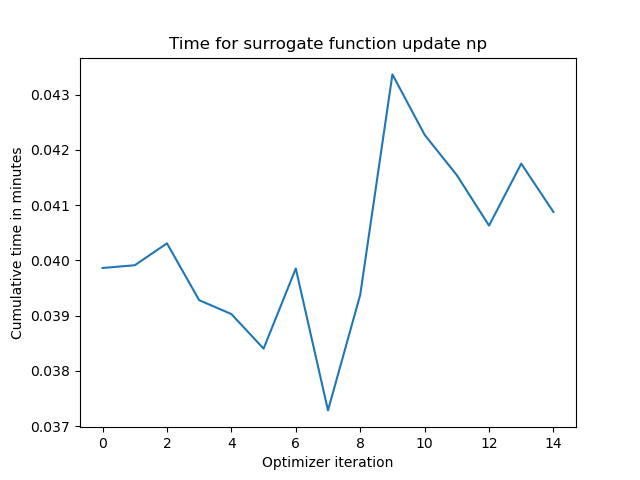 Time for surrogate function update np
Cumulative time in minutes
0.043
0.042
0.041
0.040
0.039
0.038
0.037
0 2 4 6 8 10 12 14
Optimizer iteration